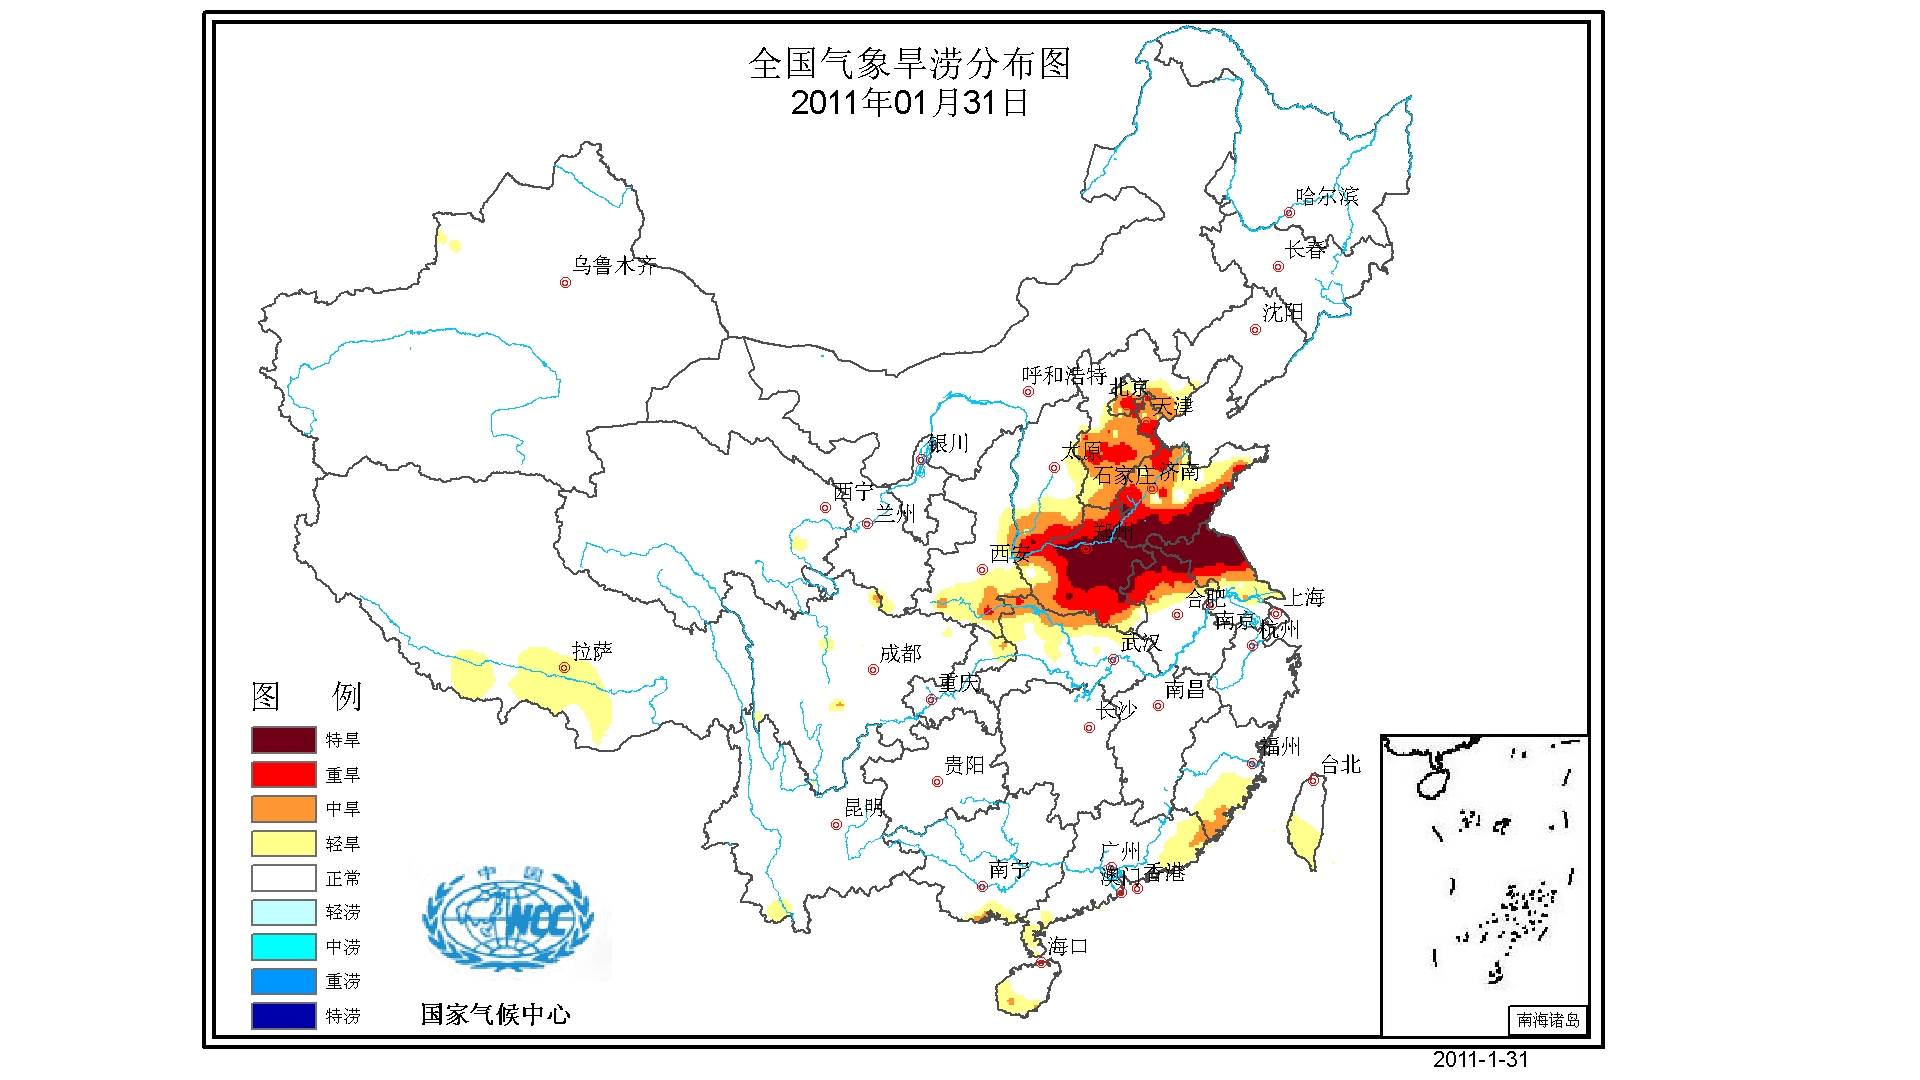 全国气象旱涝分布图
2011年01月31日
哈尔滨
长春
乌鲁木齐
沈阳
呼和浩特
北京
天津
银川
太原
石家庄
济南
西宁
兰州
郑州
西安
合肥
上海
南京
杭州
拉萨
成都
武汉
重庆
南昌
长沙
福州
贵阳
台北
昆明
广州
南宁
澳门
香港
海口
图 例
特旱
重旱
中旱
轻旱
正常
轻涝
中涝
重涝
特涝
中 国
NCC
国家气候中心
南海诸岛
2011-1-31